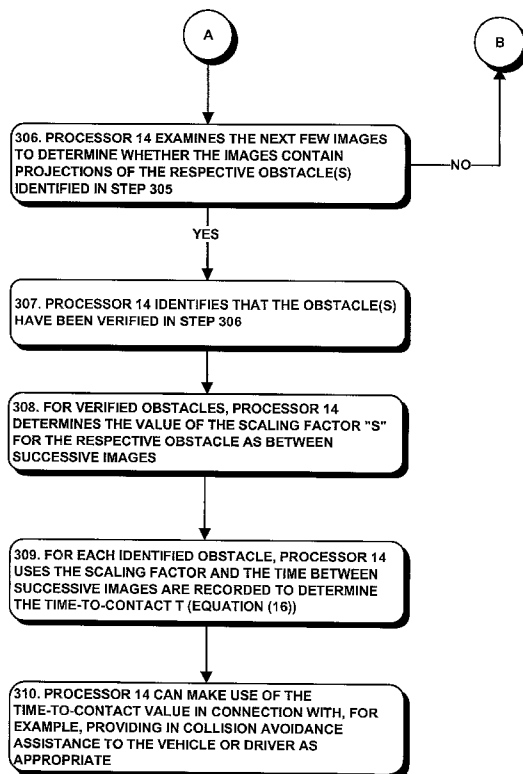 A
B
306. PROCESSOR 14 EXAMINES THE NEXT FEW IMAGES
TO DETERMINE WHETHER THE IMAGES CONTAIN
PROJECTIONS OF THE RESPECTIVE OBSTACLE(S)
IDENTIFIED IN STEP 305
NO
YES
307. PROCESSOR 14 IDENTIFIES THAT THE OBSTACLE(S)
HAVE BEEN VERIFIED IN STEP 306
308. FOR VERIFIED OBSTACLES, PROCESSOR 14
DETERMINES THE VALUE OF THE SCALING FACTOR "S"
FOR THE RESPECTIVE OBSTACLE AS BETWEEN
SUCCESSIVE IMAGES
309. FOR EACH IDENTIFIED OBSTACLE, PROCESSOR 14
USES THE SCALING FACTOR AND THE TIME BETWEEN
SUCCESSIVE IMAGES ARE RECORDED TO DETERMINE
THE TIME-TO-CONTACT T (EQUATION (16))
310. PROCESSOR 14 CAN MAKE USE OF THE
TIME-TO-CONTACT VALUE IN CONNECTION WITH, FOR
EXAMPLE, PROVIDING IN COLLISION AVOIDANCE
ASSISTANCE TO THE VEHICLE OR DRIVER AS
APPROPRIATE